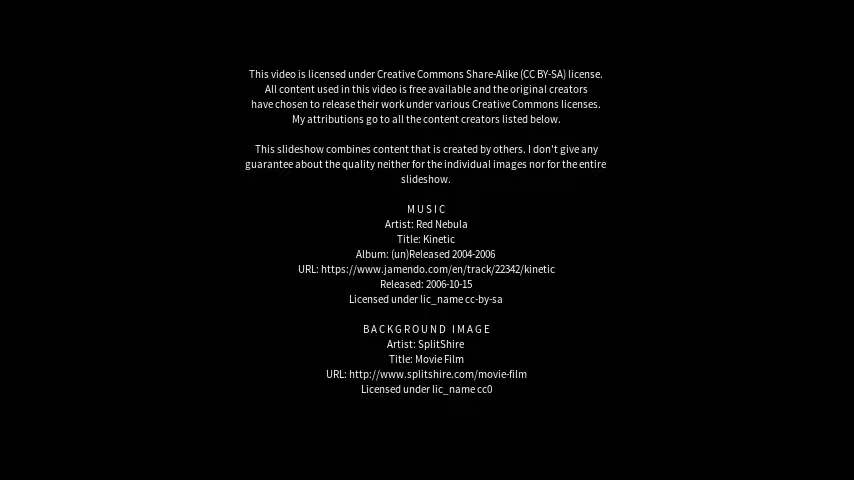 This video is licensed under Creative Commons Share-Alike (CC BY-SA) license.
All content used in this video is free available and the original creators
have chosen to release their work under various Creative Commons licenses.
My attributions go to all the content creators listed below.
This slideshow combines content that is created by others. I don't give any
guarantee about the quality neither for the individual images nor for the entire
slideshow.
MUSIC
Artist: Red Nebula
Title: Kinetic
Album: (un)Released 2004-2006
URL: https://www.jamendo.com/en/track/22342/kinetic
Released: 2006-10-15
Licensed under lic_name cc-by-sa
BACKGROUND IMAGE
Artist: SplitShire
Title: Movie Film
URL: http://www.splitshire.com/movie-film
Licensed under lic_name cc0